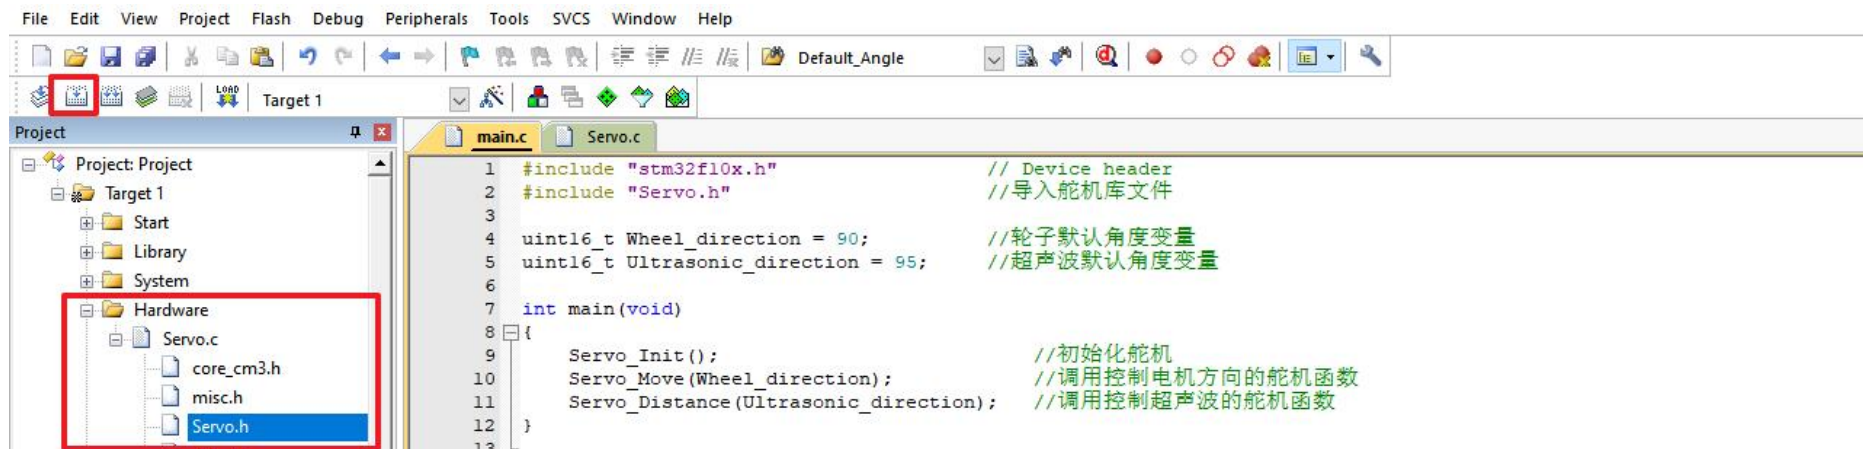 File Edit View Project Flash Debug Peripherals Tools SVCS Window Help
Default_Angle
LOAD Target 1
Project
main.c Servo.c
Project: Project
Target 1
Start
Library
System
Hardware
Servo.c
core_cm3.h
misc.h
Servo.h
1 #include "stm32f10x.h" // Device header
2 #include "Servo.h" //导入舵机库文件
3
4 uint16_t Wheel_direction = 90; //轮子默认角度变量
5 uint16_t Ultrasonic_direction = 95; //超声波默认角度变量
6
7 int main(void)
8 {
9 Servo_Init(); //初始化舵机
10 Servo_Move(Wheel_direction); //调用控制电机方向的舵机函数
11 Servo_Distance(Ultrasonic_direction); //调用控制超声波的舵机函数
12 }
13